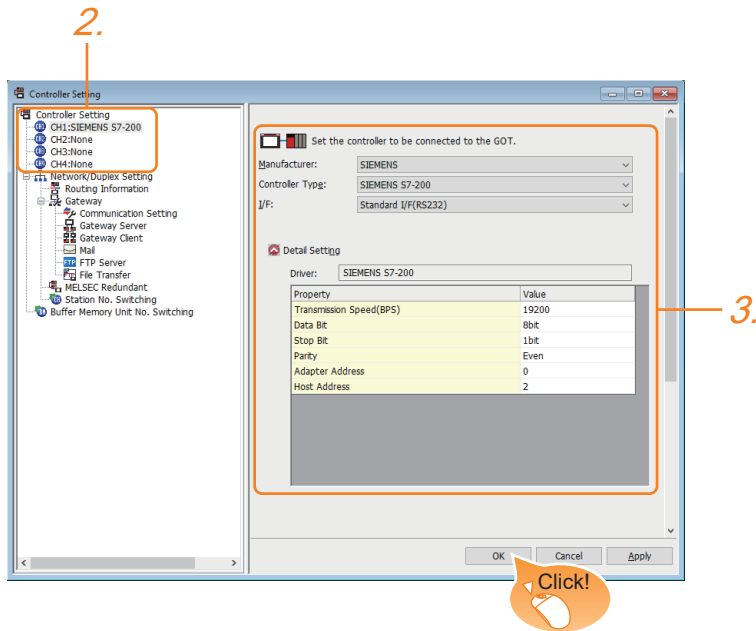 2.
Controller Setting
Controller Setting
CH1:SIEMENS S7-200
CH2:None
CH3:None
CH4:None
Network/Duplex Setting
Routing Information
Gateway
Communication Setting
Gateway Server
Gateway Client
Mail
FTP Server
File Transfer
MELSEC Redundant
Station No. Switching
Buffer Memory Unit No. Switching
Set the controller to be connected to the GOT.
Manufacturer: SIEMENS
Controller Type: SIEMENS S7-200
I/F: Standard I/F(RS232)
Detail Setting
Driver: SIEMENS S7-200
Property Value
Transmission Speed(BPS) 19200
Data Bit 8bit
Stop Bit 1bit
Parity Even
Adapter Address 0
Host Address 2
3.
OK Cancel Apply
Click!